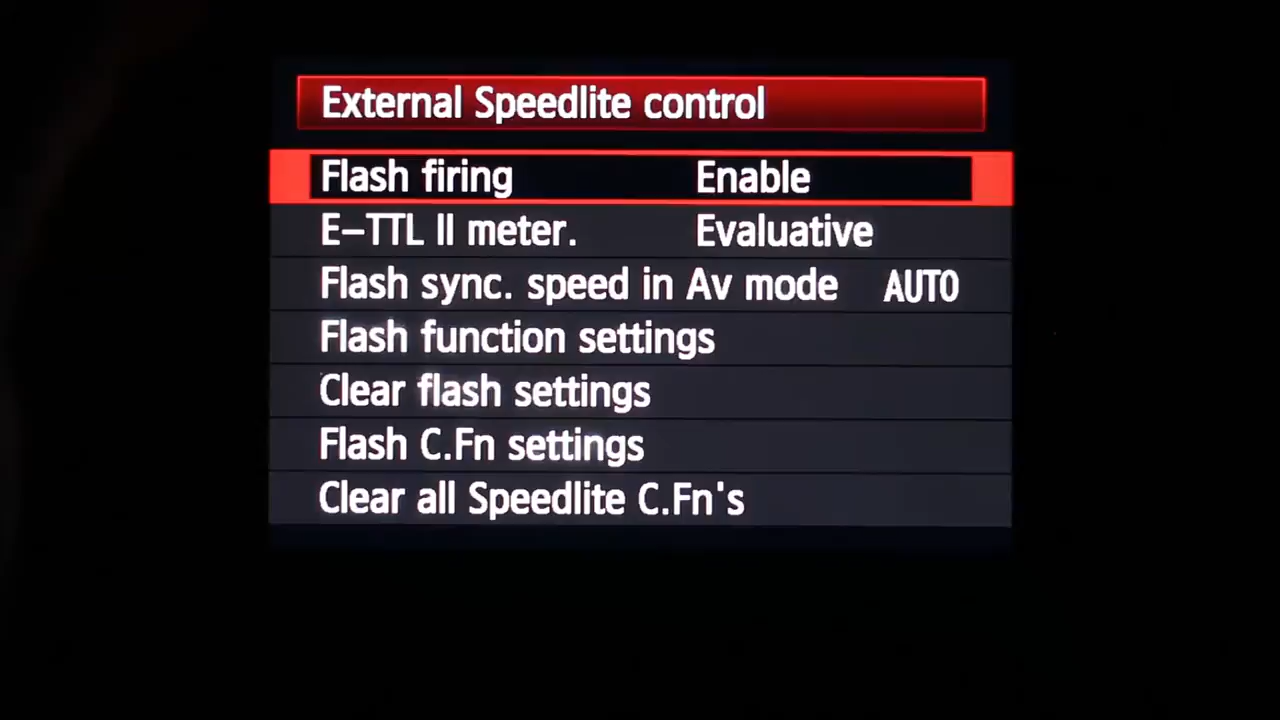 External Speedlite control
Flash firing Enable
E-TTL II meter. Evaluative
Flash sync. speed in Av mode AUTO
Flash function settings
Clear flash settings
Flash C.Fn settings
Clear all Speedlite C.Fn's